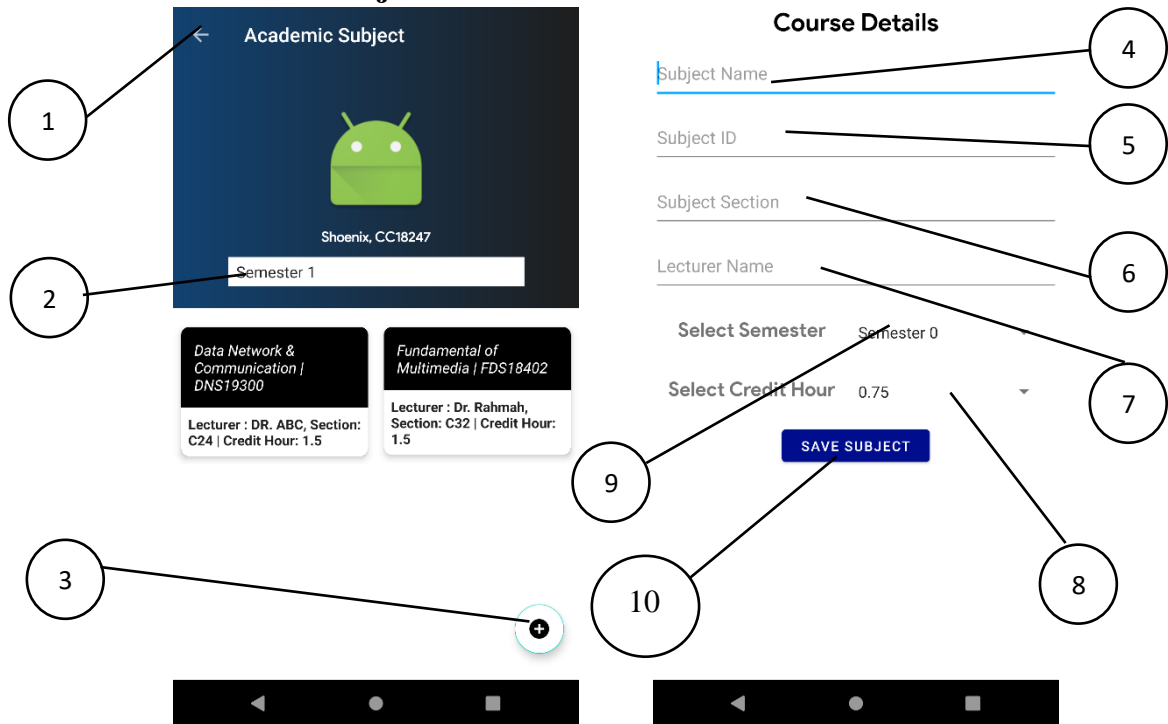 Academic Subject
Shoenix, CC18247
Semester 1
Data Network &
Communication |
DNS19300
Lecturer : DR. ABC, Section:
C24 | Credit Hour: 1.5
Fundamental of
Multimedia | FDS18402
Lecturer : Dr. Rahmah,
Section: C32 | Credit Hour:
1.5
1
2
3
Course Details
Subject Name
Subject ID
Subject Section
Lecturer Name
Select Semester Semester 0
Select Credit Hour 0.75
SAVE SUBJECT
4
5
6
7
8
9
10